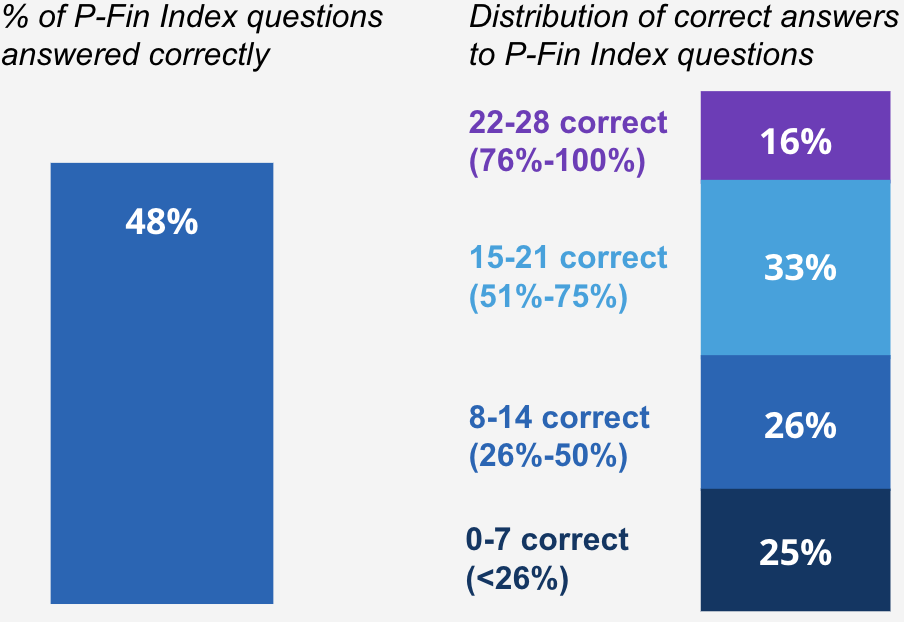 % of P-Fin Index questions
answered correctly
48%
Distribution of correct answers
to P-Fin Index questions
22-28 correct
(76%-100%)
16%
15-21 correct
(51%-75%)
33%
8-14 correct
(26%-50%)
26%
0-7 correct
(<26%)
25%